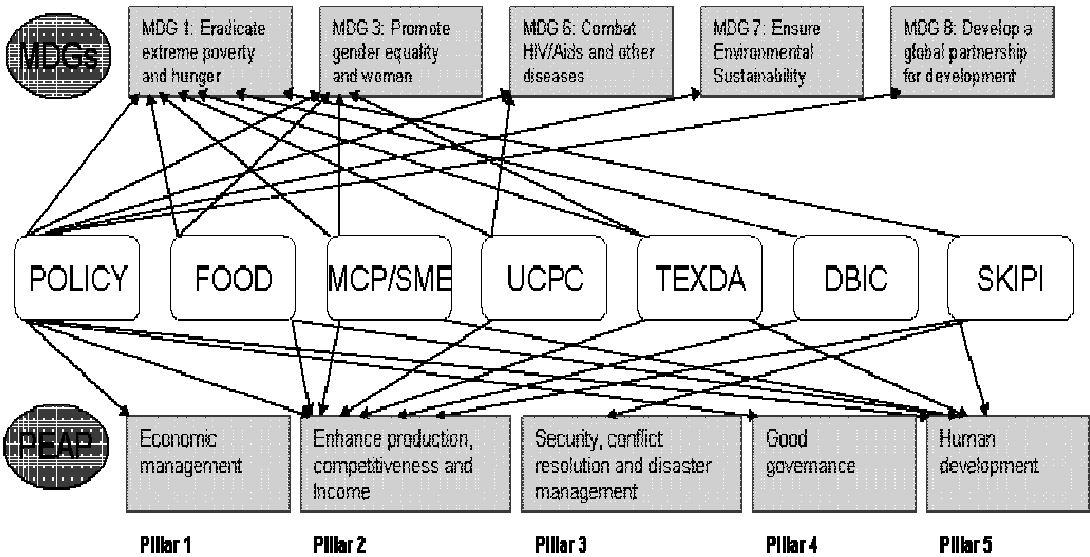 MDGs
MDG 1: Eradicate
extreme poverty
and hunger
MDG 3: Promote
gender equality
and women
MDG 6: Combat
HIV/Aids and other
diseases
MDG 7: Ensure
Environmental
Sustainability
MDG 8: Develop a
global partnership
for development
POLICY
FOOD
MCP/SME
UCPC
TEXDA
DBIC
SKIPI
PEAP
Economic
management
Enhance production,
competitiveness and
Income
Security, conflict
resolution and disaster
management
Good
governance
Human
development
Pillar 1
Pillar 2
Pillar 3
Pillar 4
Pillar 5